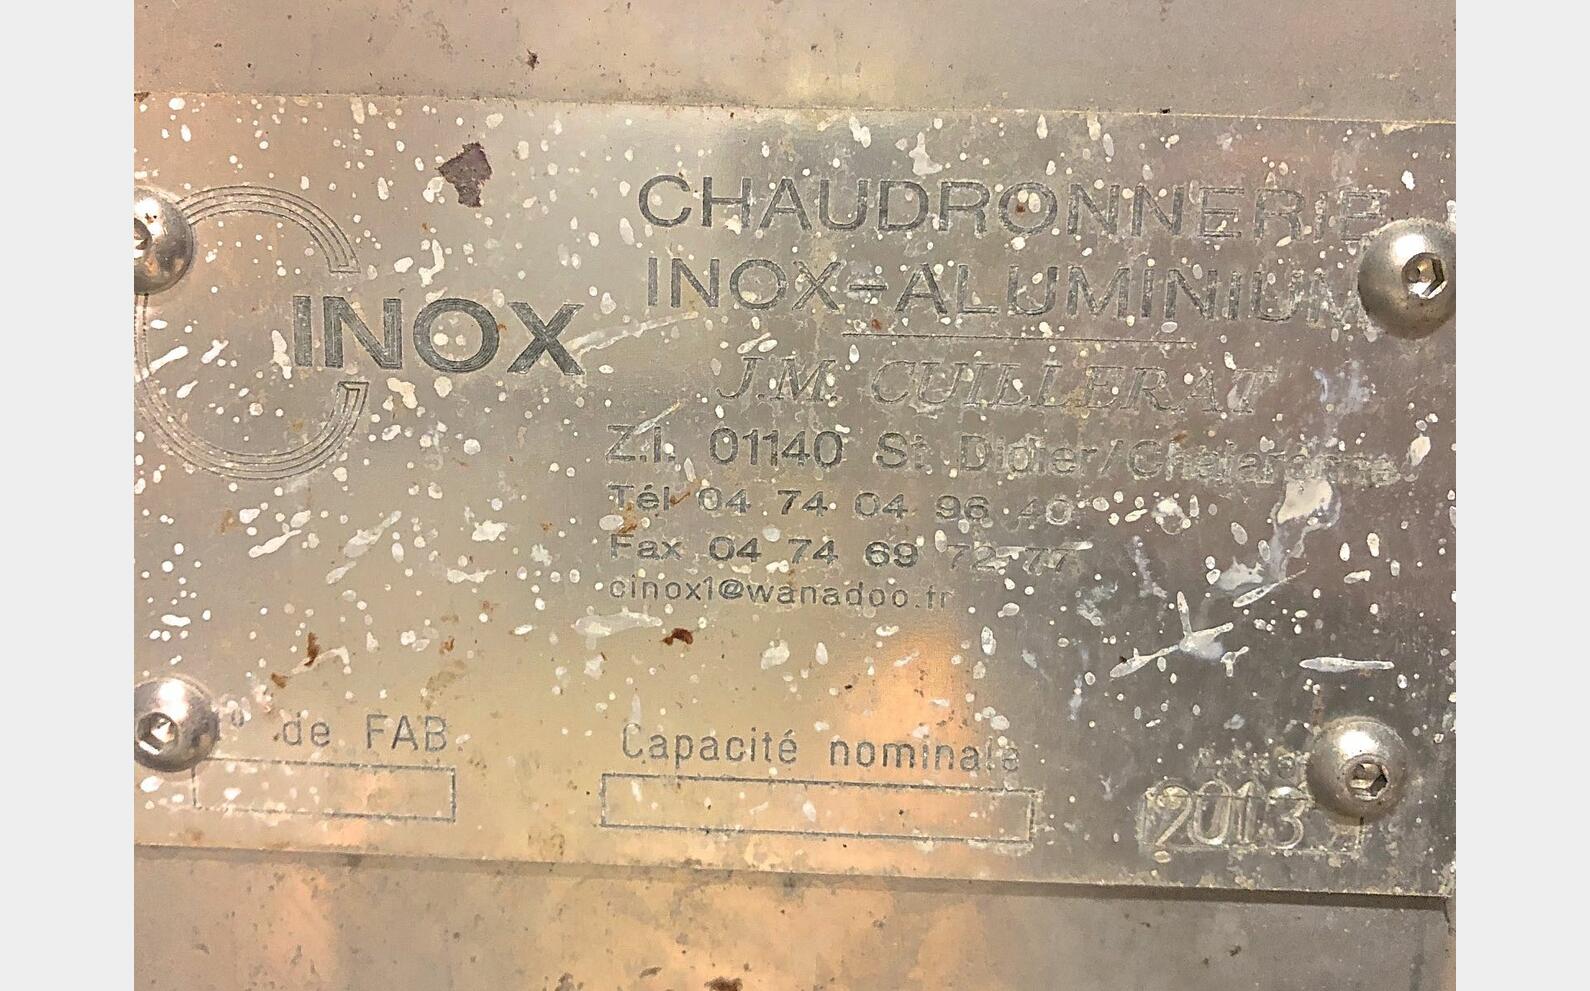 INOX
CHAUDRONNERIE
INOX-ALUMINIUM
J.M. CUILLERAT
Z.I. 01140 St Didier/Chalaronne
Tél 04 74 04 96 40
Fax 04 74 69 72 77
cinox1@wanadoo.fr
de FAB.
Capacité nominale
2013